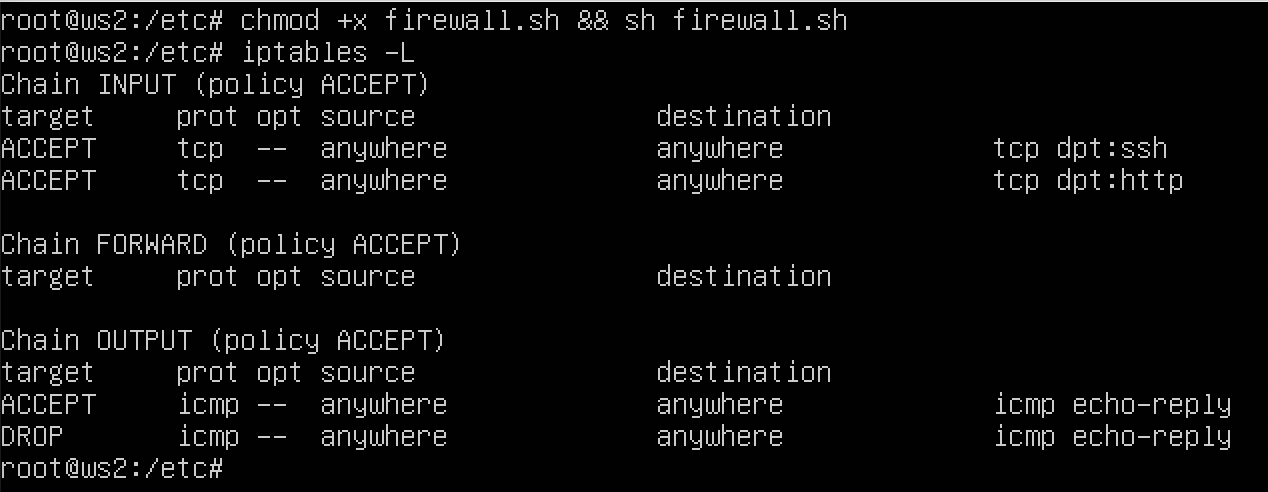 root@ws2:/etc# chmod +x firewall.sh && sh firewall.sh
root@ws2:/etc# iptables -L
Chain INPUT (policy ACCEPT)
target     prot opt source               destination
ACCEPT     tcp  --  anywhere             anywhere             tcp dpt:ssh
ACCEPT     tcp  --  anywhere             anywhere             tcp dpt:http

Chain FORWARD (policy ACCEPT)
target     prot opt source               destination

Chain OUTPUT (policy ACCEPT)
target     prot opt source               destination
ACCEPT     icmp --  anywhere             anywhere             icmp echo-reply
DROP       icmp --  anywhere             anywhere             icmp echo-reply
root@ws2:/etc#